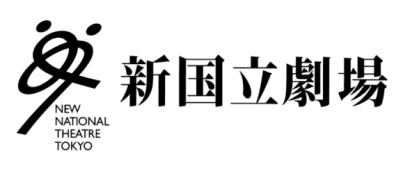 NEW
NATIONAL
THEATRE
TOKYO
新国立劇場